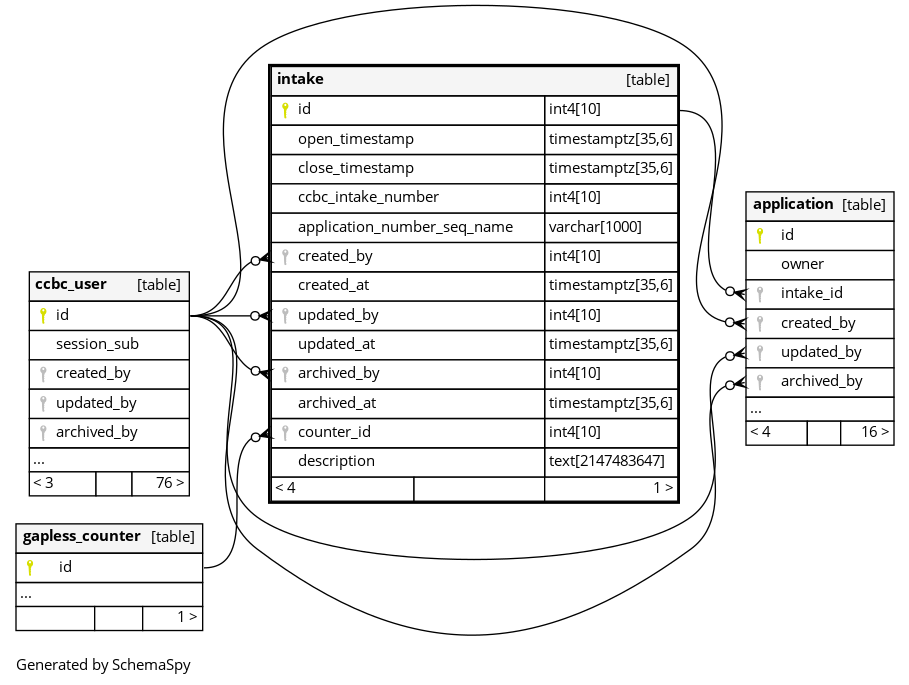 intake [table]
id int4[10]
open_timestamp timestamptz[35,6]
close_timestamp timestamptz[35,6]
ccbc_intake_number int4[10]
application_number_seq_name varchar[1000]
created_by int4[10]
created_at timestamptz[35,6]
updated_by int4[10]
updated_at timestamptz[35,6]
archived_by int4[10]
archived_at timestamptz[35,6]
counter_id int4[10]
description text[2147483647]
< 4 1 >
ccbc_user [table]
id
session_sub
created_by
updated_by
archived_by
...
< 3 76 >
gapless_counter [table]
id
...
1 >
application [table]
id
owner
intake_id
created_by
updated_by
archived_by
...
< 4 16 >
Generated by SchemaSpy